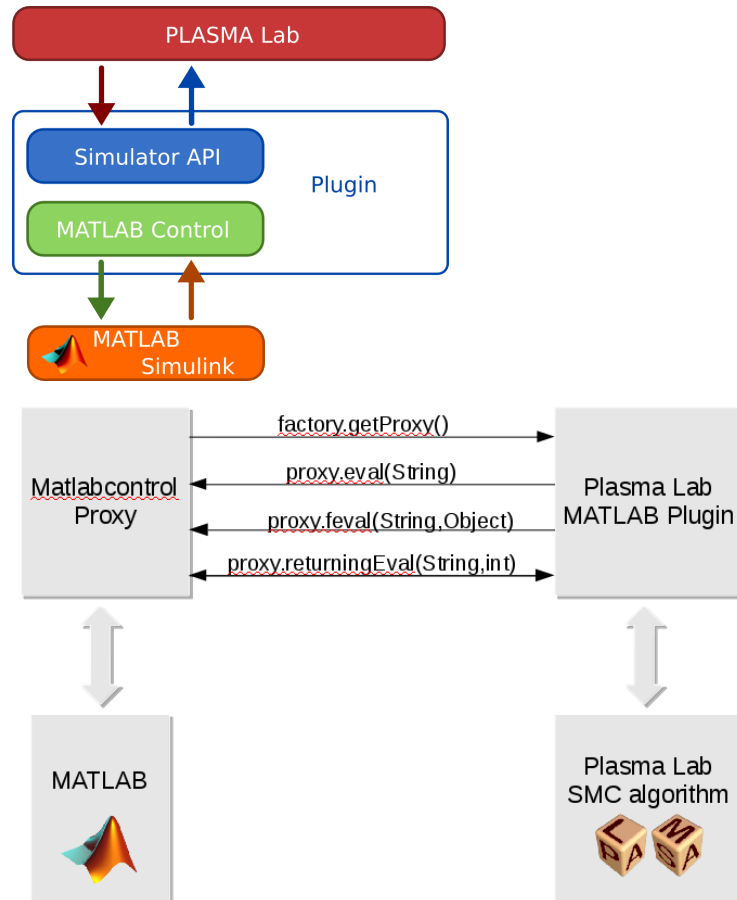 PLASMA Lab
Simulator API
Plugin
MATLAB Control
MATLAB
Simulink
factory.getProxy()
proxy.eval(String)
Matlabcontrol
Proxy
Plasma Lab
MATLAB Plugin
proxy.feval(String,Object)
proxy.returningEval(String,int)
MATLAB
Plasma Lab
SMC algorithm
L M
P A S A